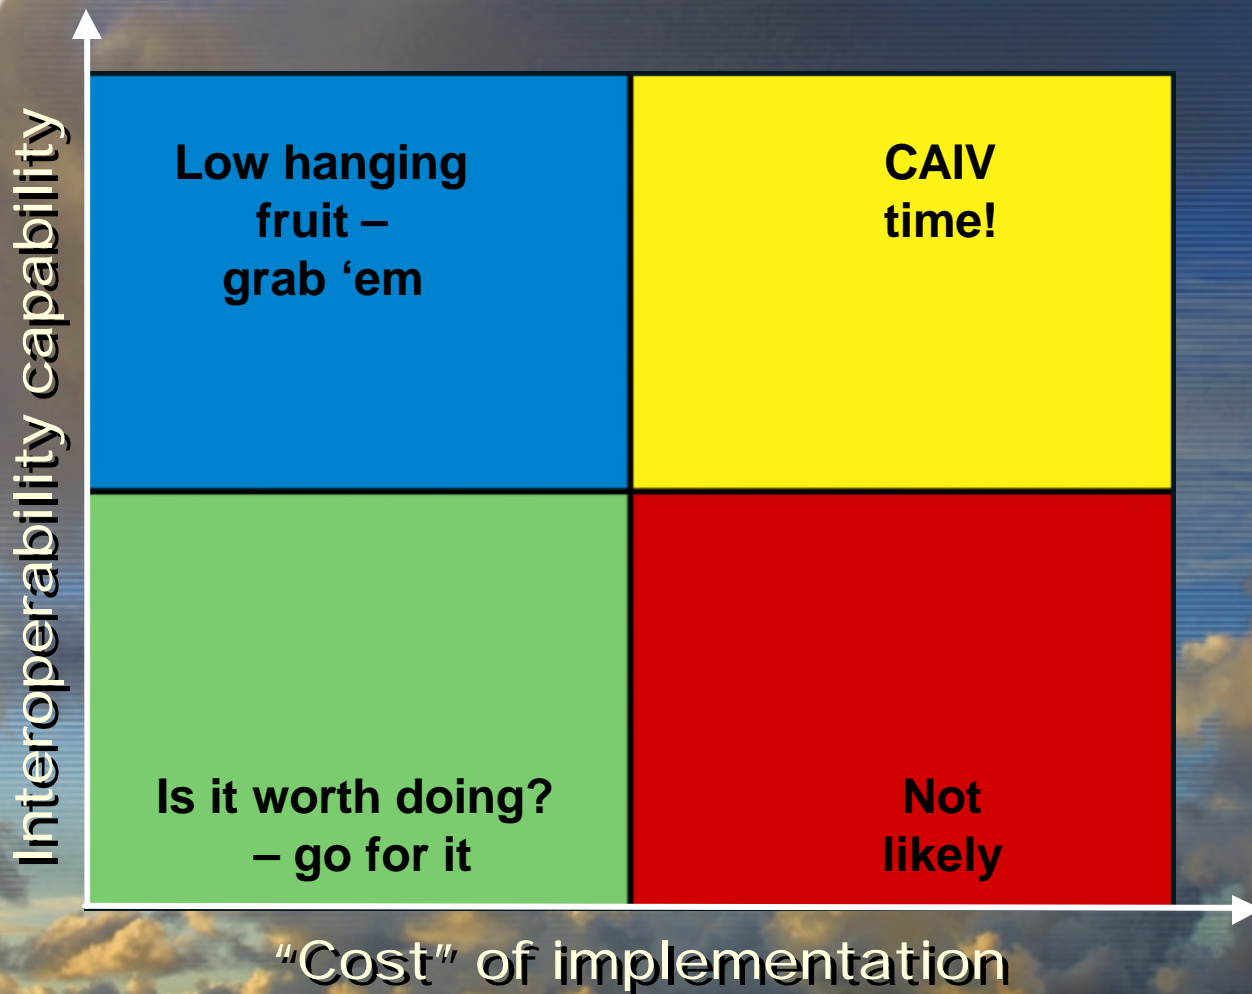 Interoperability capability
Low hanging
fruit –
grab ‘em
CAIV
time!
Is it worth doing?
– go for it
Not
likely
“Cost” of implementation